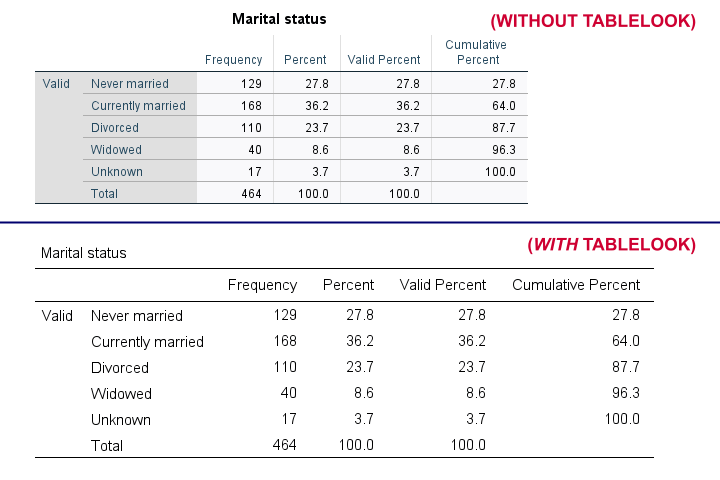 Marital status (WITHOUT TABLELOOK)
Frequency Percent Valid Percent Cumulative Percent
Valid Never married 129 27.8 27.8 27.8
Currently married 168 36.2 36.2 64.0
Divorced 110 23.7 23.7 87.7
Widowed 40 8.6 8.6 96.3
Unknown 17 3.7 3.7 100.0
Total 464 100.0 100.0
(WITH TABLELOOK)
Marital status
Frequency Percent Valid Percent Cumulative Percent
Valid Never married 129 27.8 27.8 27.8
Currently married 168 36.2 36.2 64.0
Divorced 110 23.7 23.7 87.7
Widowed 40 8.6 8.6 96.3
Unknown 17 3.7 3.7 100.0
Total 464 100.0 100.0